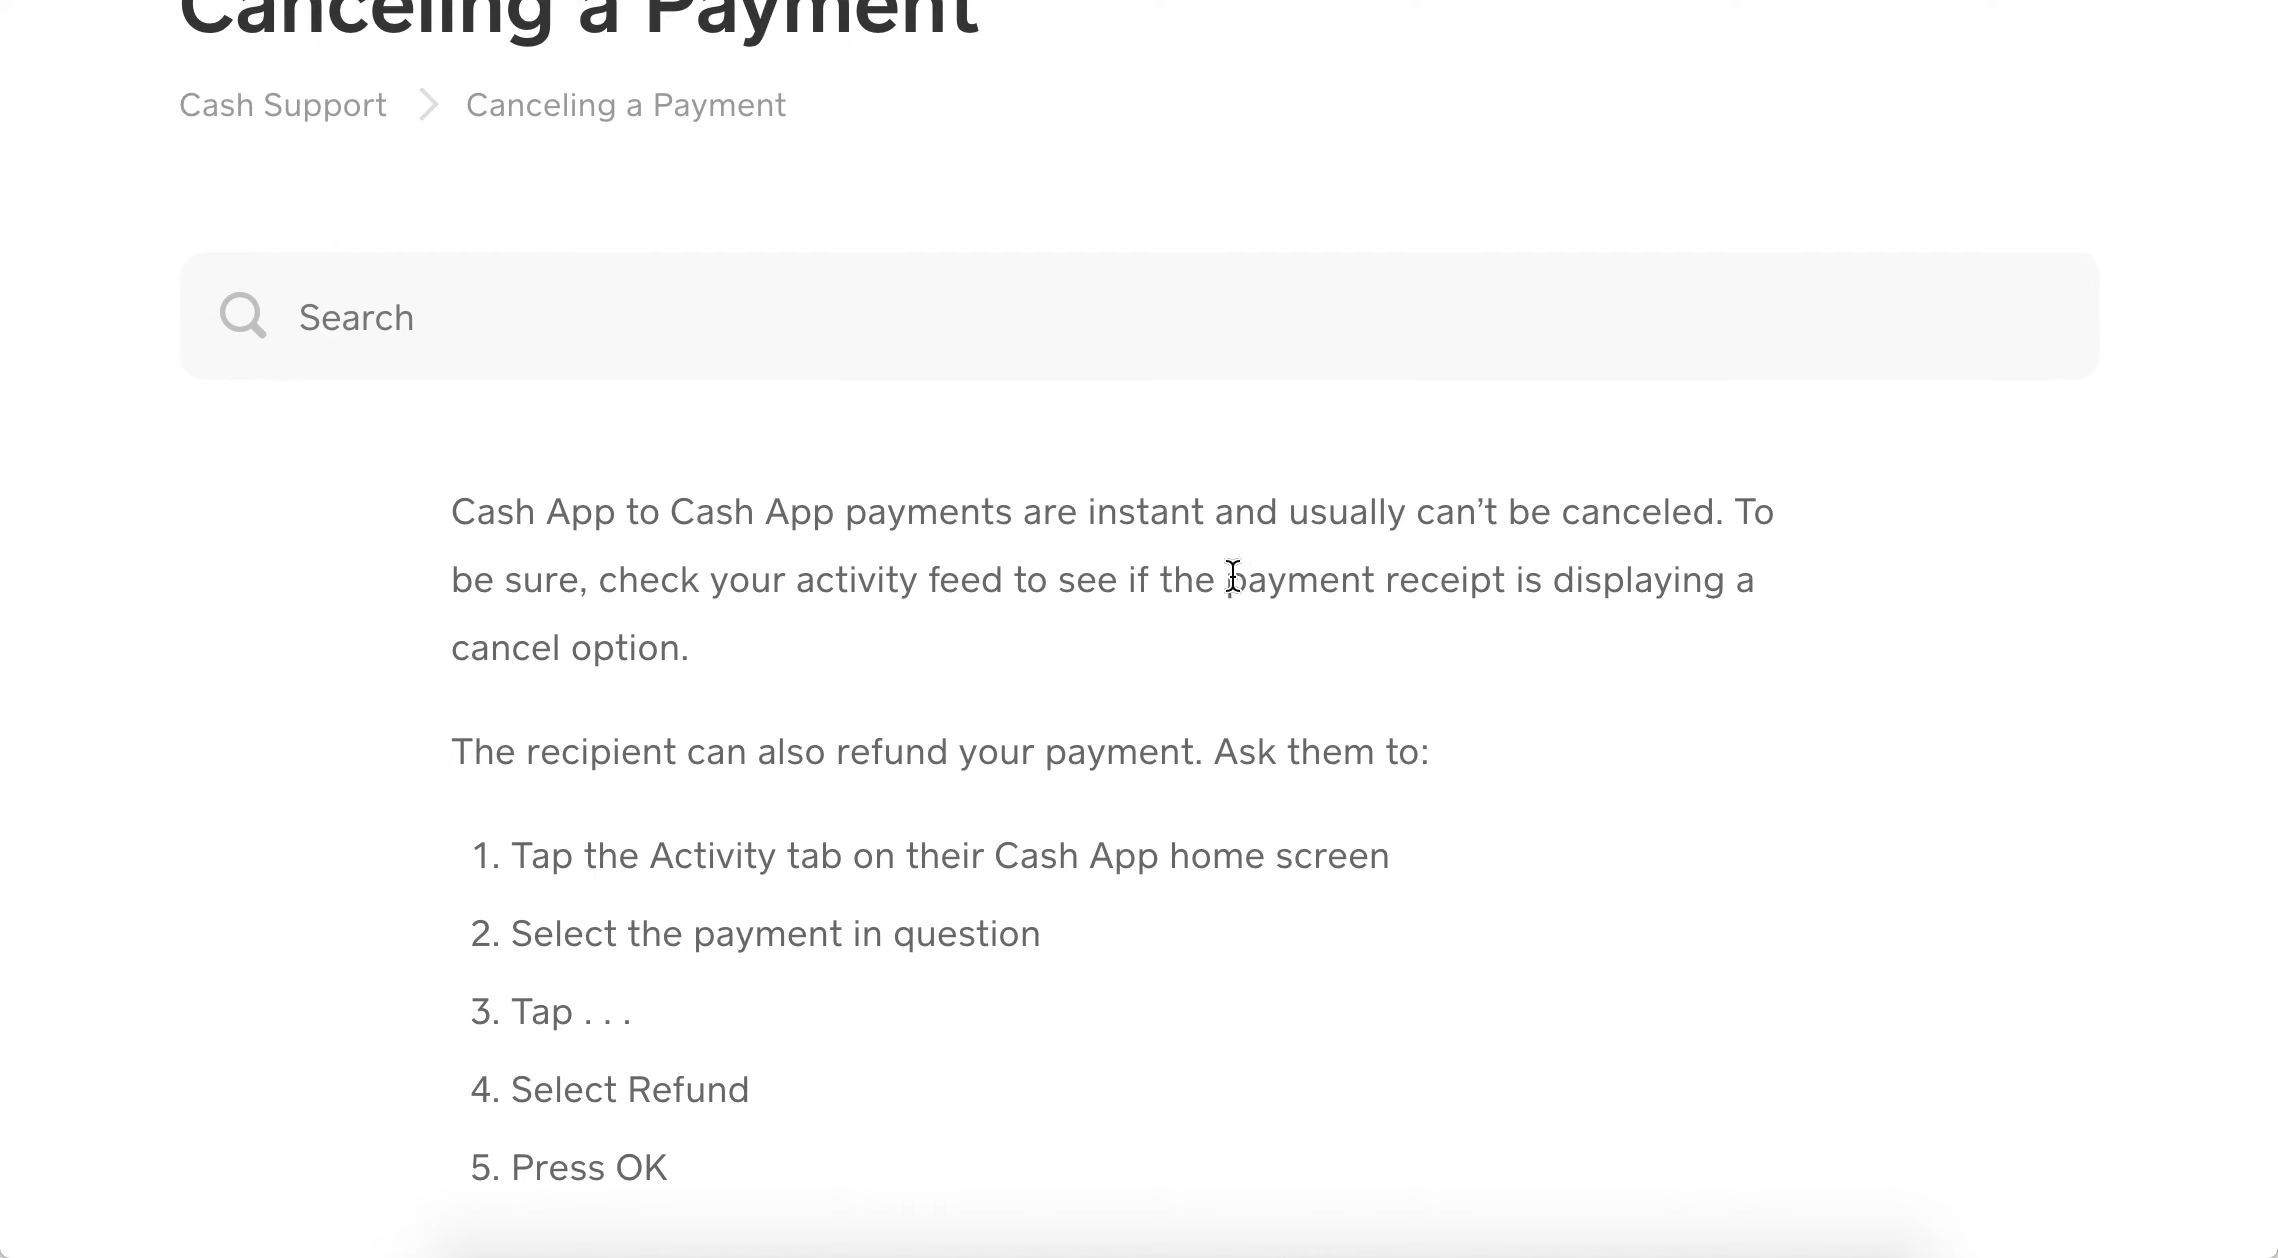 Canceling a Payment
Cash Support
Canceling a Payment
Search
Cash App to Cash App payments are instant and usually can’t be canceled. To
be sure, check your activity feed to see if the payment receipt is displaying a
cancel option.
The recipient can also refund your payment. Ask them to:
1. Tap the Activity tab on their Cash App home screen
2. Select the payment in question
3. Tap . . .
4. Select Refund
5. Press OK